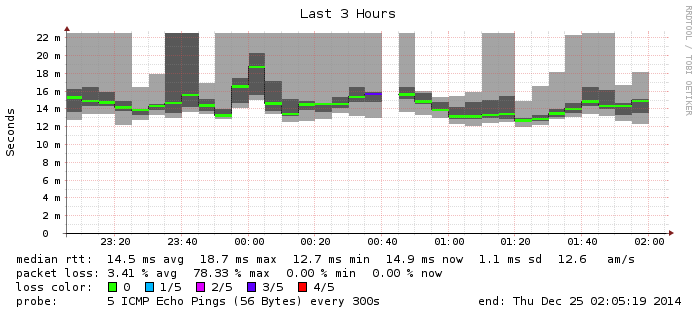 Last 3 Hours
RRDTOOL / TOBI OETIKER
Seconds
22 m
20 m
18 m
16 m
14 m
12 m
10 m
8 m
6 m
4 m
2 m
0
23:20 23:40 00:00 00:20 00:40 01:00 01:20 01:40 02:00
median rtt: 14.5 ms avg 18.7 ms max 12.7 ms min 14.9 ms now 1.1 ms sd 12.6 am/s
packet loss: 3.41 % avg 78.33 % max 0.00 % min 0.00 % now
loss color: 0 1/5 2/5 3/5 4/5
probe: 5 ICMP Echo Pings (56 Bytes) every 300s end: Thu Dec 25 02:05:19 2014